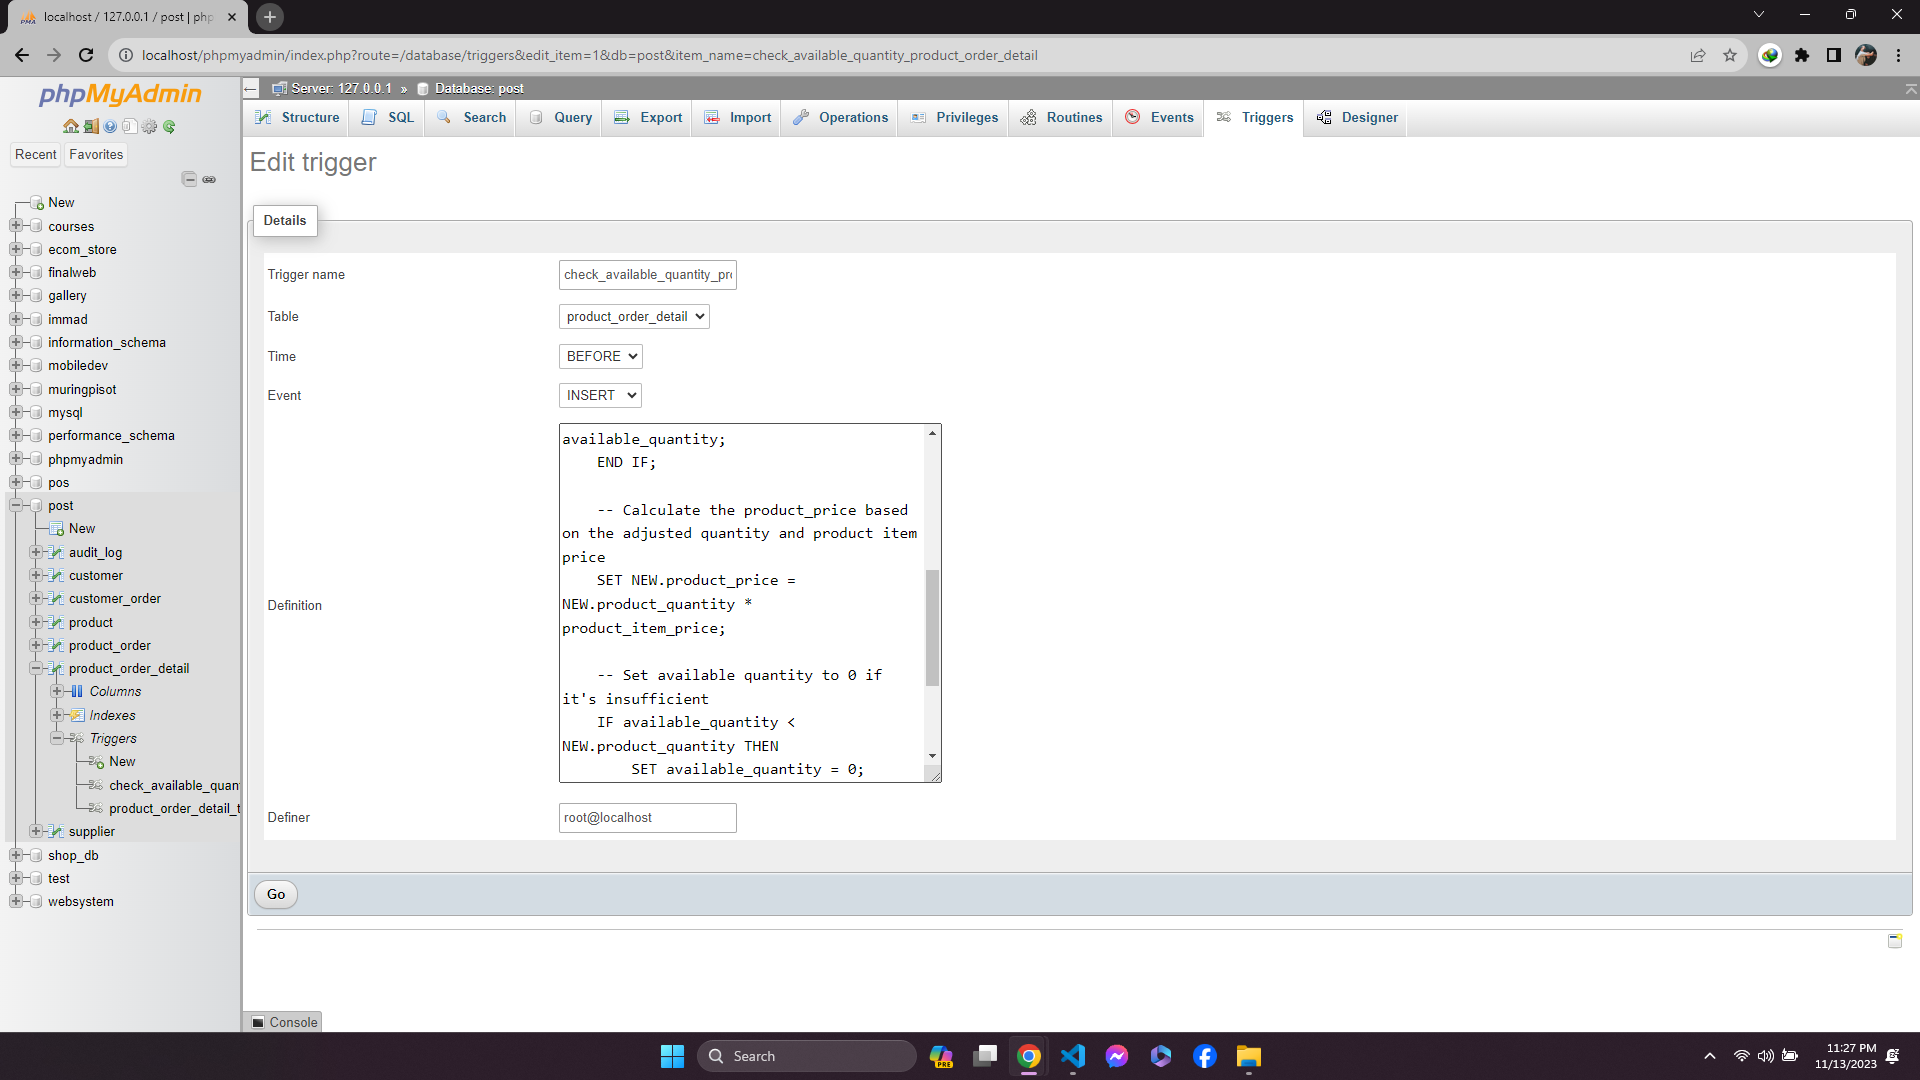 localhost / 127.0.0.1 / post | php
localhost/phpmyadmin/index.php?route=/database/triggers&edit_item=1&db=post&item_name=check_available_quantity_product_order_detail
phpMyAdmin
Recent Favorites
New
courses
ecom_store
finalweb
gallery
immad
information_schema
mobiledev
muringpisot
mysql
performance_schema
phpmyadmin
pos
post
New
audit_log
customer
customer_order
product
product_order
product_order_detail
Columns
Indexes
Triggers
New
check_available_quan
product_order_detail_t
supplier
shop_db
test
websystem
Server: 127.0.0.1 » Database: post
Structure SQL Search Query Export Import Operations Privileges Routines Events Triggers Designer
Edit trigger
Details
Trigger name check_available_quantity_pr
Table product_order_detail
Time BEFORE
Event INSERT
Definition
available_quantity;
END IF;
-- Calculate the product_price based
on the adjusted quantity and product item
price
SET NEW.product_price =
NEW.product_quantity *
product_item_price;
-- Set available quantity to 0 if
it's insufficient
IF available_quantity <
NEW.product_quantity THEN
SET available_quantity = 0;
Definer root@localhost
Go
Console
Search
PRE
11:27 PM
11/13/2023